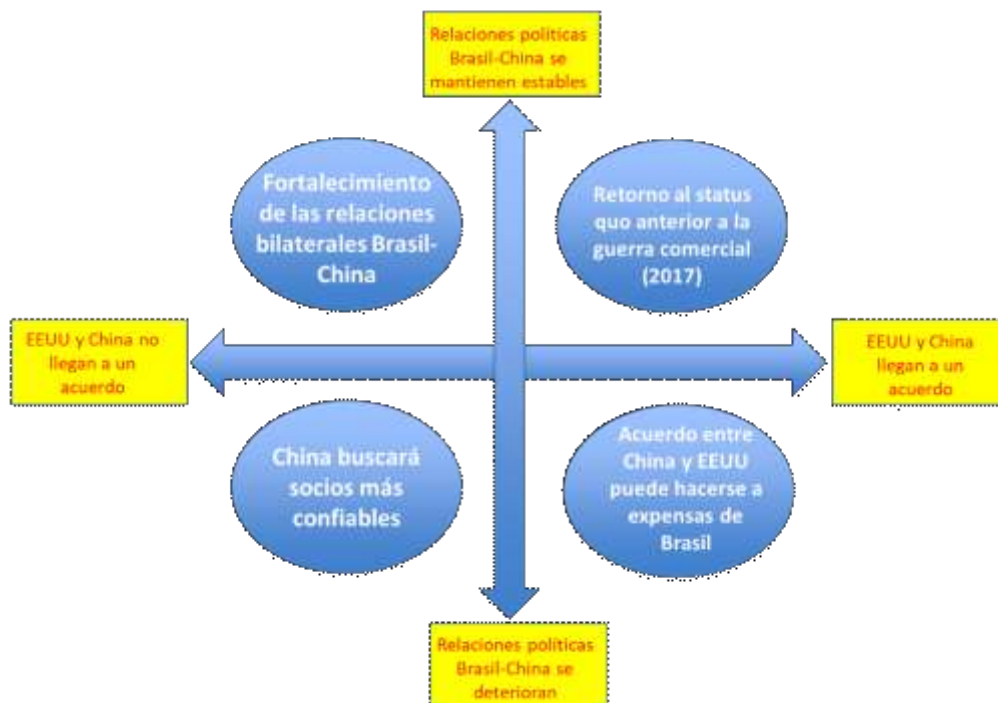 Relaciones políticas
Brasil-China se
mantienen estables
Fortalecimiento
de las relaciones
bilaterales Brasil-
China
Retorno al status
quo anterior a la
guerra comercial
(2017)
EEUU y China no
llegan a un
acuerdo
EEUU y China
llegan a un
acuerdo
China buscará
socios más
confiables
Acuerdo entre
China y EEUU
puede hacerse a
expensas de
Brasil
Relaciones políticas
Brasil-China se
deterioran